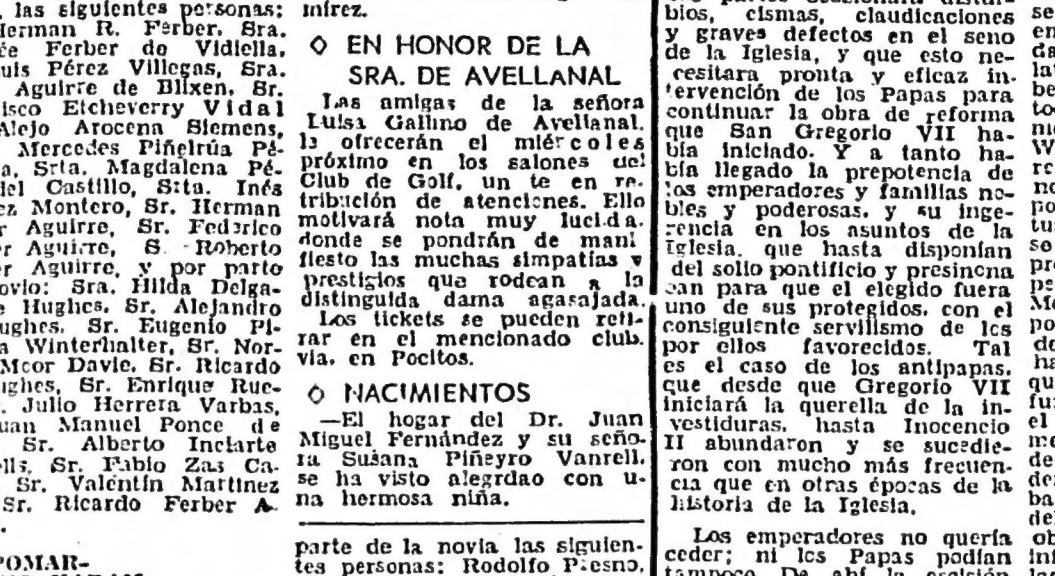 las siguientes personas:
Herman R. Ferber, Sra.
Ferber de Vidiella,
Luis Pérez Villegas, Sra.
Aguirre de Blixen, Sr.
Etcheverry Vidal
Alejo Arocena Siemens,
Mercedes Piñeirúa Pé-
Srta. Magdalena Pé-
del Castillo, Srta. Inés
Montero, Sr. Herman
Aguirre, Sr. Federico
Aguirre, S. Roberto
Aguirre, y por parte
Sra. Hilda Delga-
Hughes, Sr. Alejandro
Hughes, Sr. Eugenio Pi-
Winterhalter, Sr. Nor-
Moor Davie, Sr. Ricardo
Hughes, Sr. Enrique Rue-
Julio Herrera Varbas,
Juan Manuel Ponce de
Sr. Alberto Inciarte
Sr. Fabio Zas Ca-
Sr. Valentín Martínez
Sr. Ricardo Ferber A.
POMAR-
mírez.
◇ EN HONOR DE LA
SRA. DE AVELLANAL
Las amigas de la señora
Luisa Gallino de Avellanal,
la ofrecerán el miércoles
próximo en los salones del
Club de Golf, un te en re-
tribución de atenciones. Ello
motivará nota muy lucida,
donde se pondrán de mani
fiesto las muchas simpatías y
prestigios que rodean a la
distinguida dama agasajada.
Los tickets se pueden reti-
rar en el mencionado club.
vía, en Pocitos.
◇ NACIMIENTOS
—El hogar del Dr. Juan
Miguel Fernández y su seño-
ra Susana Piñeyro Vanrell,
se ha visto alegrdao con u-
na hermosa niña.
parte de la novia las siguien-
tes personas: Rodolfo Presno,
bios, cismas, claudicaciones
y graves defectos en el seno
de la Iglesia, y que esto ne-
cesitara pronta y eficaz in-
tervención de los Papas para
continuar la obra de reforma
que San Gregorio VII ha-
bía iniciado. Y a tanto ha-
bía llegado la prepotencia de
los emperadores y familias no-
bles y poderosas, y su inge-
rencia en los asuntos de la
Iglesia, que hasta disponían
del solio pontificio y presiona
ban para que el elegido fuera
uno de sus protegidos, con el
consiguiente servilismo de los
por ellos favorecidos. Tal
es el caso de los antipapas,
que desde que Gregorio VII
iniciará la querella de la in-
vestiduras, hasta Inocencio
II abundaron y se sucedie-
ron con mucho más frecuen-
cia que en otras épocas de la
historia de la Iglesia.
Los emperadores no quería
ceder; ni los Papas podían
tampoco. De ahí la escisión